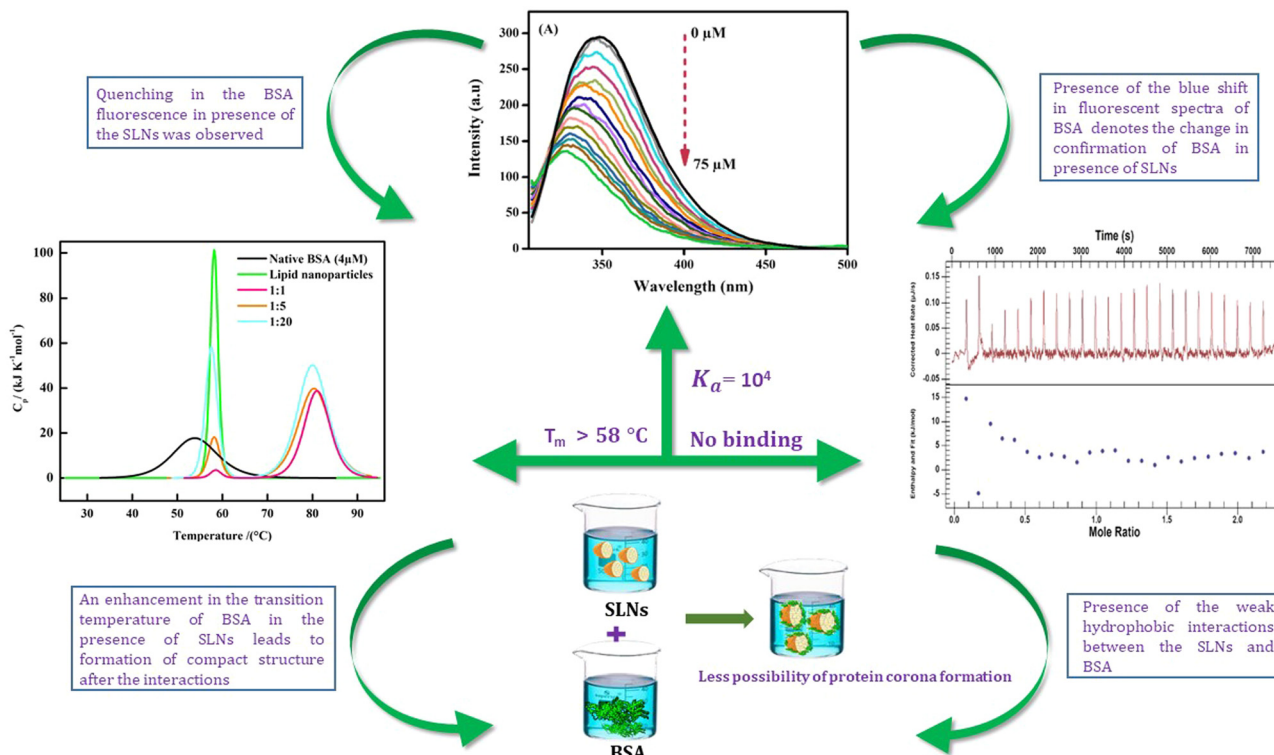 Quenching in the BSA
fluorescence in presence of
the SLNs was observed
(A)
0 µM
75 µM
Intensity (a.u)
300
250
200
150
100
50
0
350
400
450
500
Wavelength (nm)
Presence of the blue shift
in fluorescent spectra of
BSA denotes the change in
confirmation of BSA in
presence of SLNs
Native BSA (4µM)
Lipid nanoparticles
1:1
1:5
1:20
Cₚ/ (kJ K⁻¹mol⁻¹)
100
80
60
40
20
0
30
40
50
60
70
80
90
Temperature /(°C)
Kₐ= 10⁴
Tₘ > 58 °C
No binding
Time (s)
0
1000
2000
3000
4000
5000
6000
7000
Corrected Heat Rate (µJ/s)
0.15
0.10
0.05
0
-0.05
Enthalpy and Fit (kJ/mol)
15
10
5
0
-5
0.0
0.5
1.0
1.5
2.0
Mole Ratio
An enhancement in the transition
temperature of BSA in the
presence of SLNs leads to
formation of compact structure
after the interactions
SLNs
+
BSA
Less possibility of protein corona formation
Presence of the weak
hydrophobic interactions
between the SLNs and
BSA